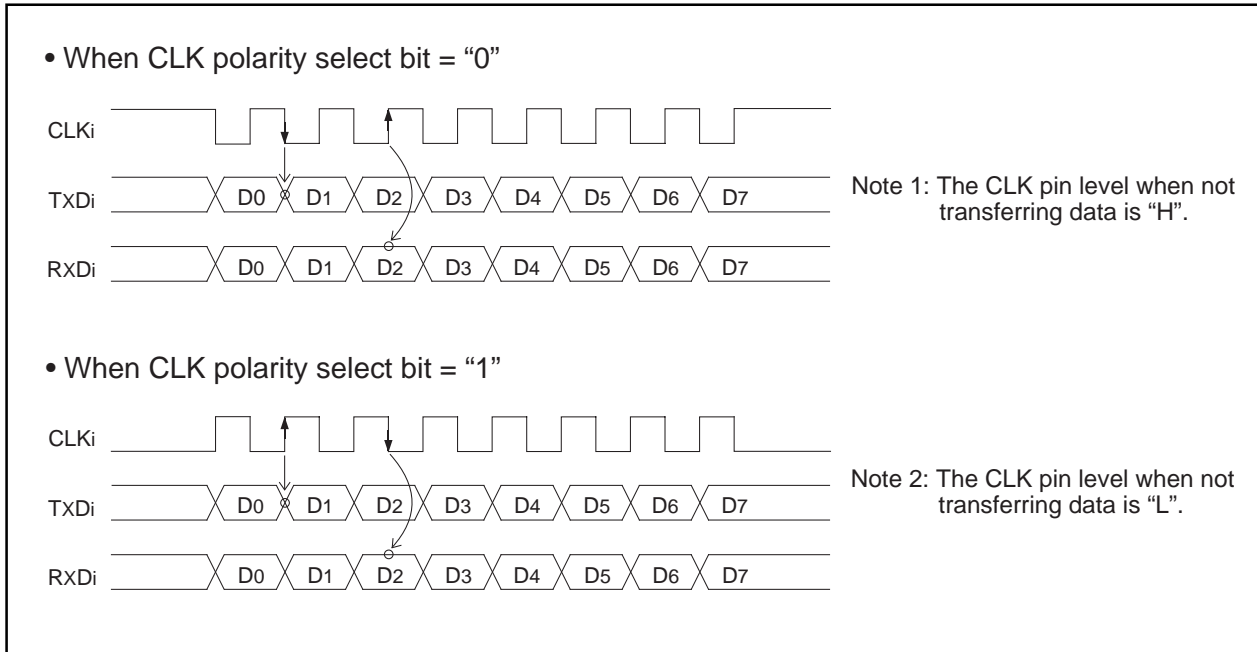 • When CLK polarity select bit = “0”
CLKi
TXDi D0 D1 D2 D3 D4 D5 D6 D7
RXDi D0 D1 D2 D3 D4 D5 D6 D7
Note 1: The CLK pin level when not
transferring data is “H”.
• When CLK polarity select bit = “1”
CLKi
TXDi D0 D1 D2 D3 D4 D5 D6 D7
RXDi D0 D1 D2 D3 D4 D5 D6 D7
Note 2: The CLK pin level when not
transferring data is “L”.